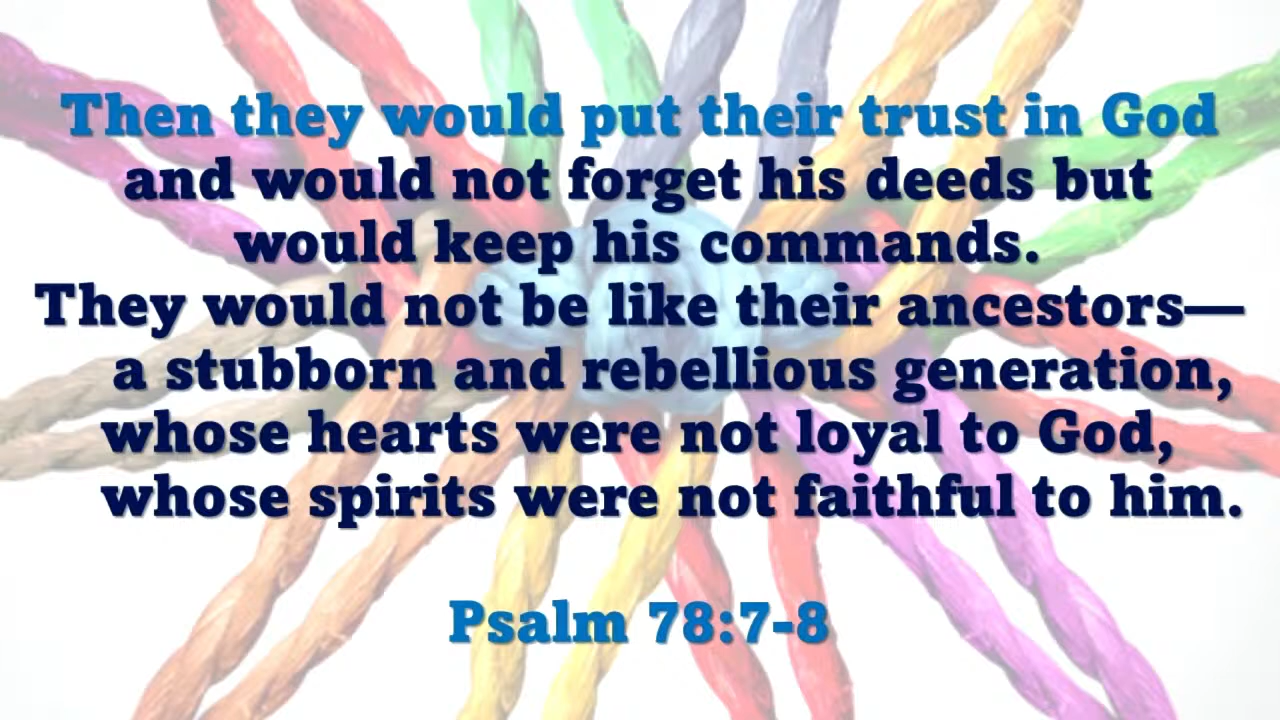 Then they would put their trust in God
and would not forget his deeds but
would keep his commands.
They would not be like their ancestors—
a stubborn and rebellious generation,
whose hearts were not loyal to God,
whose spirits were not faithful to him.
Psalm 78:7-8